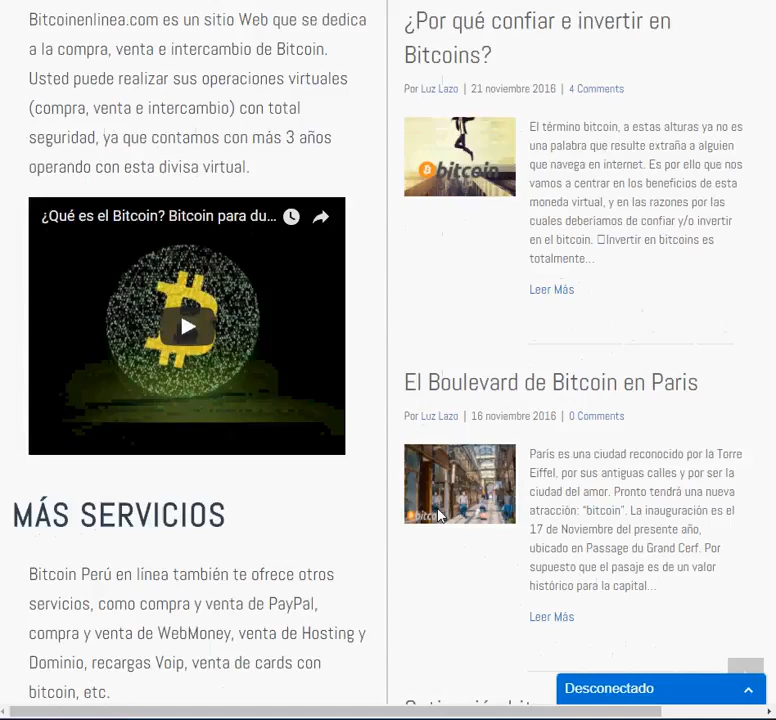 Bitcoinenlinea.com es un sitio Web que se dedica
a la compra, venta e intercambio de Bitcoin.
Usted puede realizar sus operaciones virtuales
(compra, venta e intercambio) con total
seguridad, ya que contamos con más 3 años
operando con esta divisa virtual.
¿Qué es el Bitcoin? Bitcoin para du...
MÁS SERVICIOS
Bitcoin Perú en línea también te ofrece otros
servicios, como compra y venta de PayPal,
compra y venta de WebMoney, venta de Hosting y
Dominio, recargas Voip, venta de cards con
bitcoin, etc.
¿Por qué confiar e invertir en
Bitcoins?
Por Luz Lazo | 21 noviembre 2016 | 4 Comments
bitcoin
El término bitcoin, a estas alturas ya no es
una palabra que resulte extraña a alguien
que navega en internet. Es por ello que nos
vamos a centrar en los beneficios de esta
moneda virtual, y en las razones por las
cuales deberiamos de confiar y/o invertir
en el bitcoin. Invertir en bitcoins es
totalmente...
Leer Más
El Boulevard de Bitcoin en Paris
Por Luz Lazo | 16 noviembre 2016 | 0 Comments
Paris es una ciudad reconocido por la Torre
Eiffel, por sus antiguas calles y por ser la
ciudad del amor. Pronto tendrá una nueva
atracción: “bitcoin”. La inauguración es el
17 de Noviembre del presente año,
ubicado en Passage du Grand Cerf. Por
supuesto que el pasaje es de un valor
histórico para la capital...
Leer Más
Desconectado